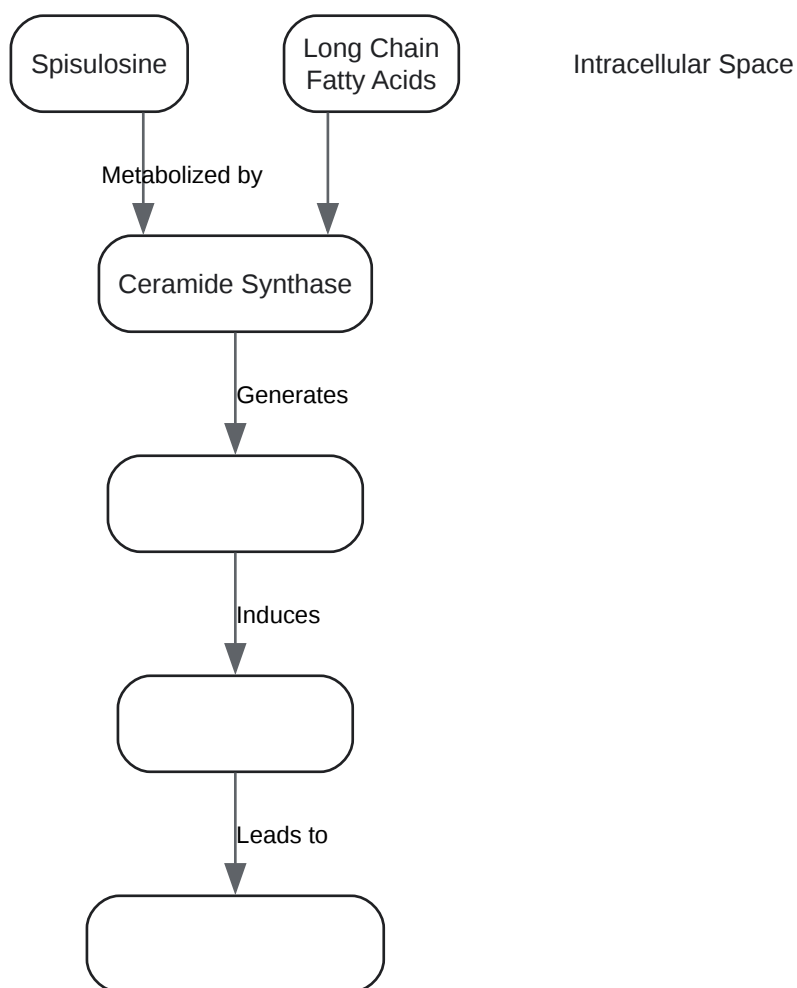 Spisulosine
Long Chain
Fatty Acids
Intracellular Space
Metabolized by
Ceramide Synthase
Generates
Induces
Leads to